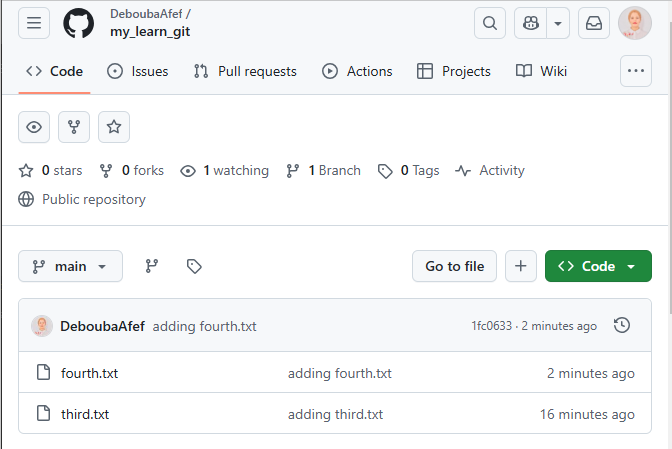 DeboubaAfef /
my_learn_git
Code Issues Pull requests Actions Projects Wiki
0 stars 0 forks 1 watching 1 Branch 0 Tags Activity
Public repository
main Go to file Code
DeboubaAfef adding fourth.txt 1fc0633 · 2 minutes ago
fourth.txt adding fourth.txt 2 minutes ago
third.txt adding third.txt 16 minutes ago